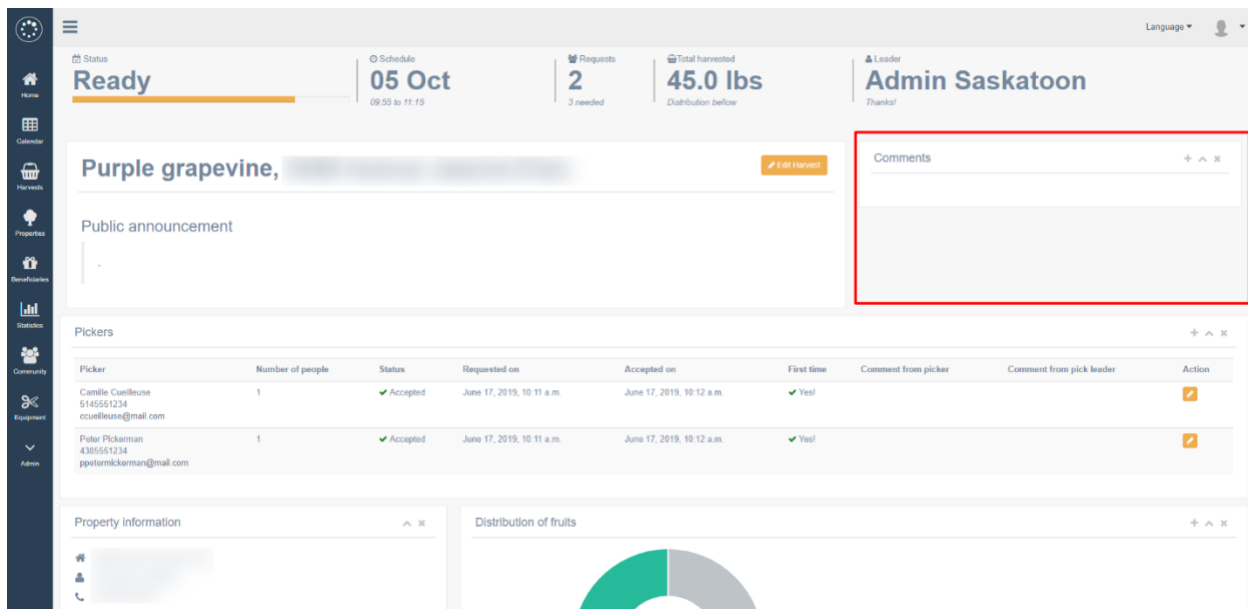 Language
Status
Ready
Schedule
05 Oct
09:55 to 11:15
Requests
2
3 needed
Total harvested
45.0 lbs
Distribution bellow
Leader
Admin Saskatoon
Thanks!
Home
Calendar
Harvests
Properties
Beneficiaries
Statistics
Community
Equipment
Admin
Purple grapevine,
Edit Harvest
Public announcement
.
Comments
Pickers
Picker Number of people Status Requested on Accepted on First time Comment from picker Comment from pick leader Action
Camille Cueilleuse 1 Accepted June 17, 2019, 10:11 a.m. June 17, 2019, 10:12 a.m. Yes!
5145551234
ccueilleuse@mail.com
Peter Pickerman 1 Accepted June 17, 2019, 10:11 a.m. June 17, 2019, 10:12 a.m. Yes!
4385551234
ppetermickerman@mail.com
Property information
Distribution of fruits